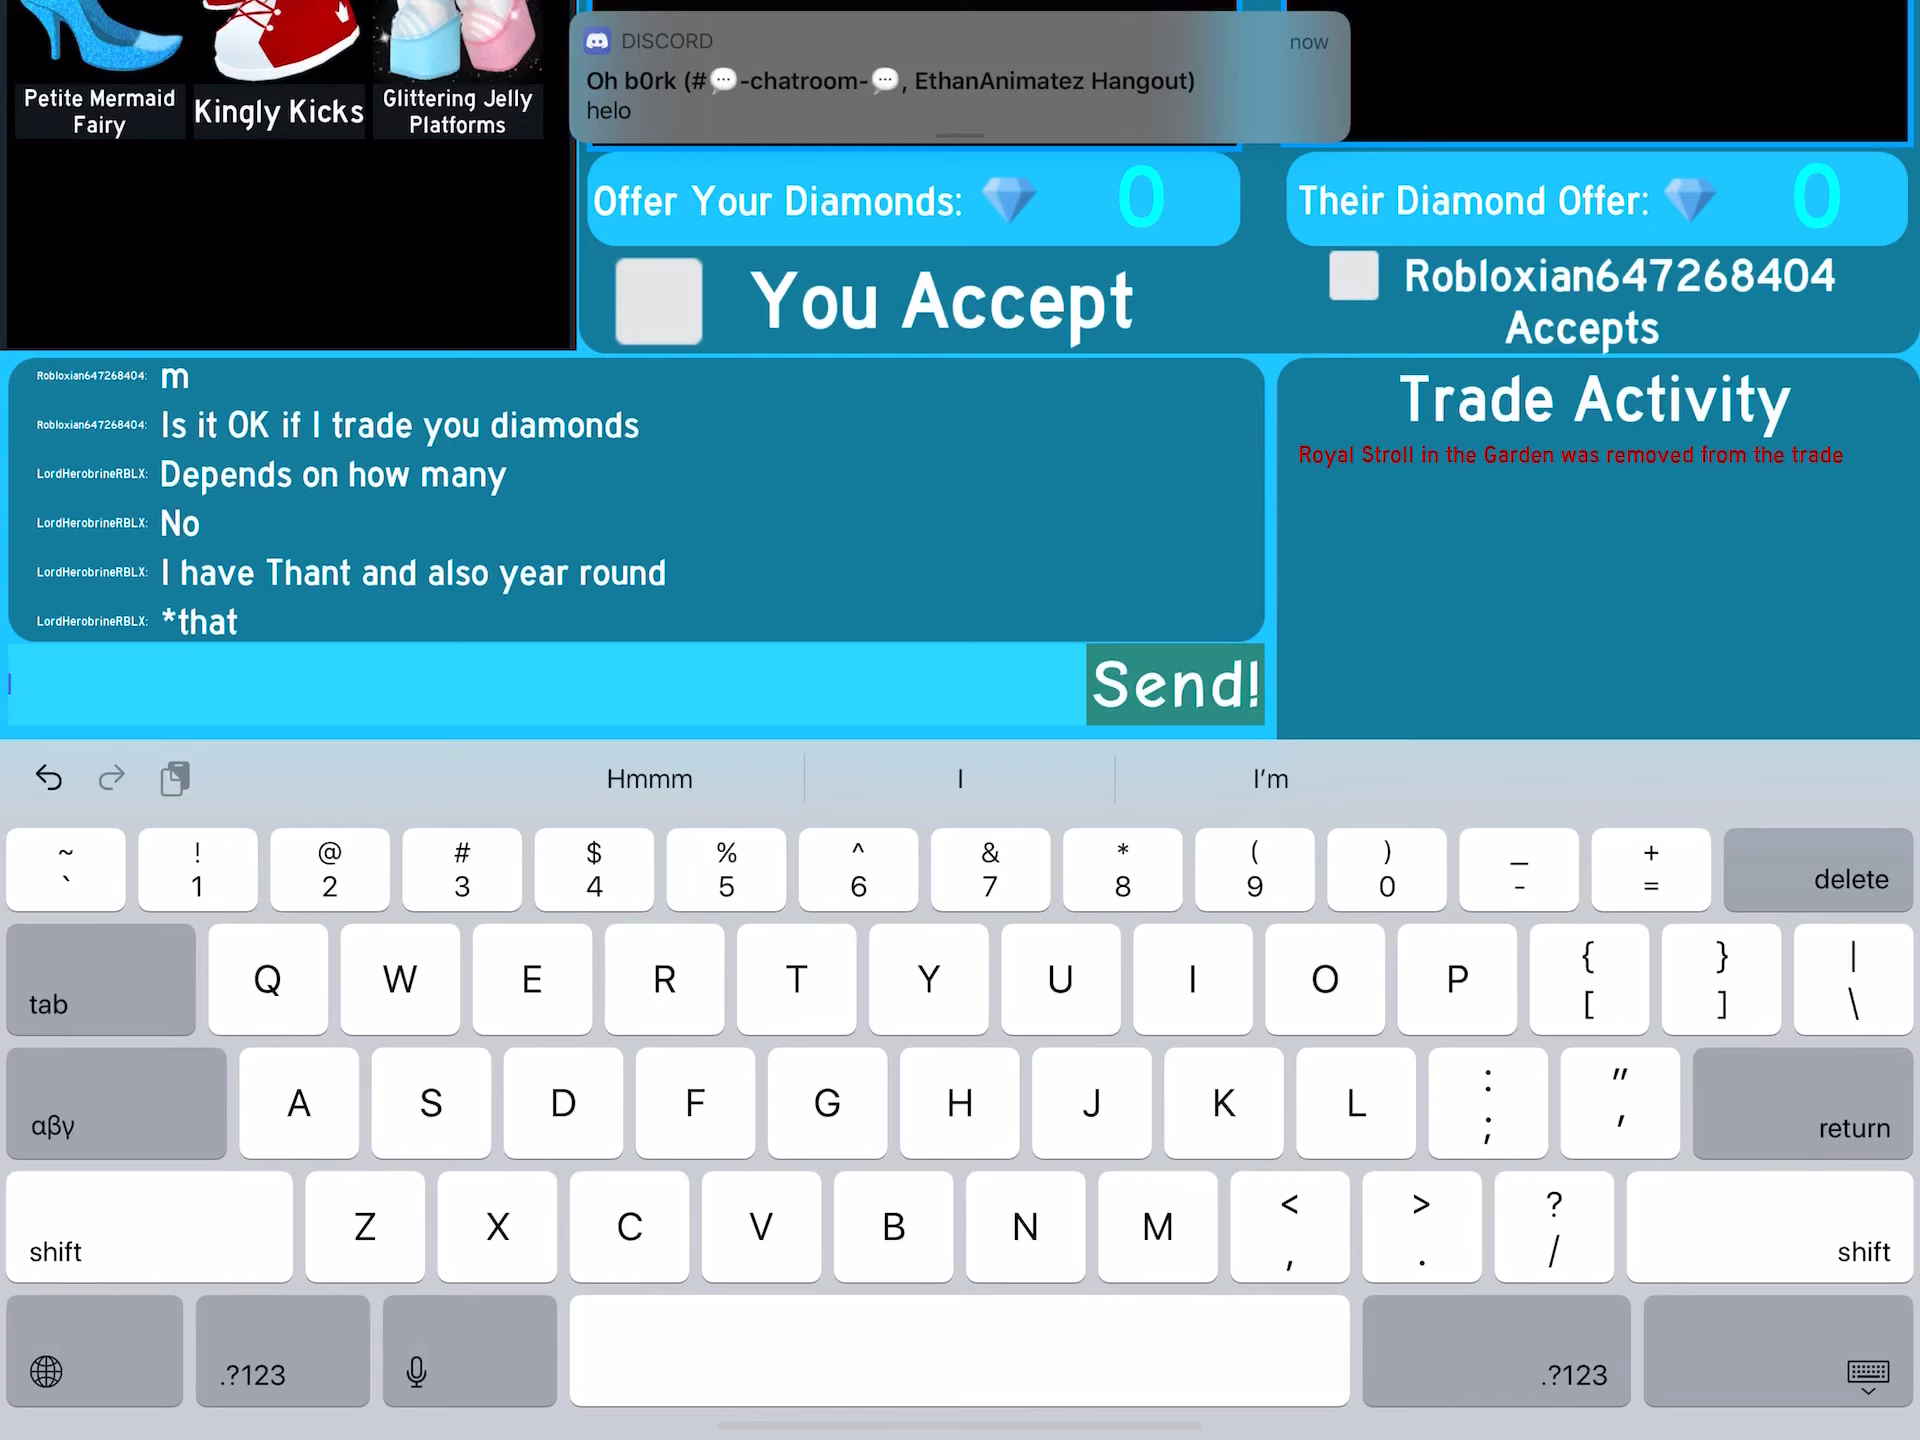 DISCORD
now
Oh b0rk (#💬-chatroom-💬, EthanAnimatez Hangout)
helo
Petite Mermaid
Fairy
Kingly Kicks
Glittering Jelly
Platforms
Offer Your Diamonds: 💎 0
Their Diamond Offer: 💎 0
You Accept
Robloxian647268404
Accepts
Robloxian647268404: m
Robloxian647268404: Is it OK if I trade you diamonds
LordHerobrineRBLX: Depends on how many
LordHerobrineRBLX: No
LordHerobrineRBLX: I have Thant and also year round
LordHerobrineRBLX: *that
Send!
Trade Activity
Royal Stroll in the Garden was removed from the trade
Hmmm I I'm
~ ! @ # $ % ^ & * ( ) _ +
` 1 2 3 4 5 6 7 8 9 0 - = delete
tab Q W E R T Y U I O P { [ } ] | \
αβγ A S D F G H J K L : ; " ' return
shift Z X C V B N M < , > . ? / shift
.?123 .?123